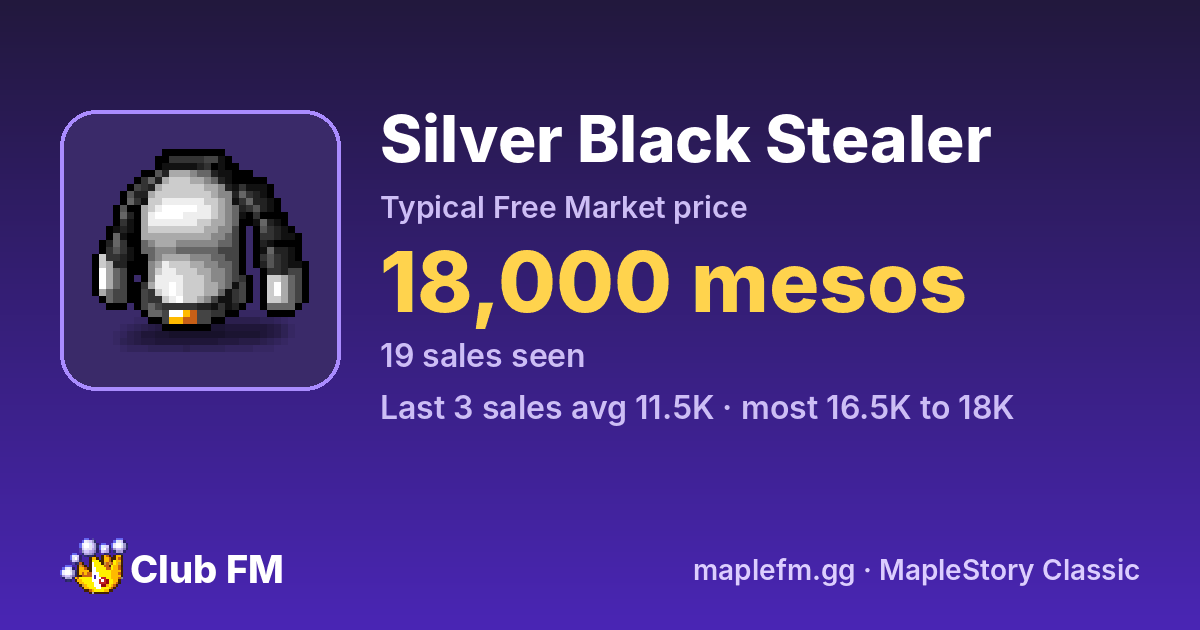 Silver Black Stealer
Typical Free Market price
18,000 mesos
19 sales seen
Last 3 sales avg 11.5K · most 16.5K to 18K
Club FM
maplefm.gg · MapleStory Classic